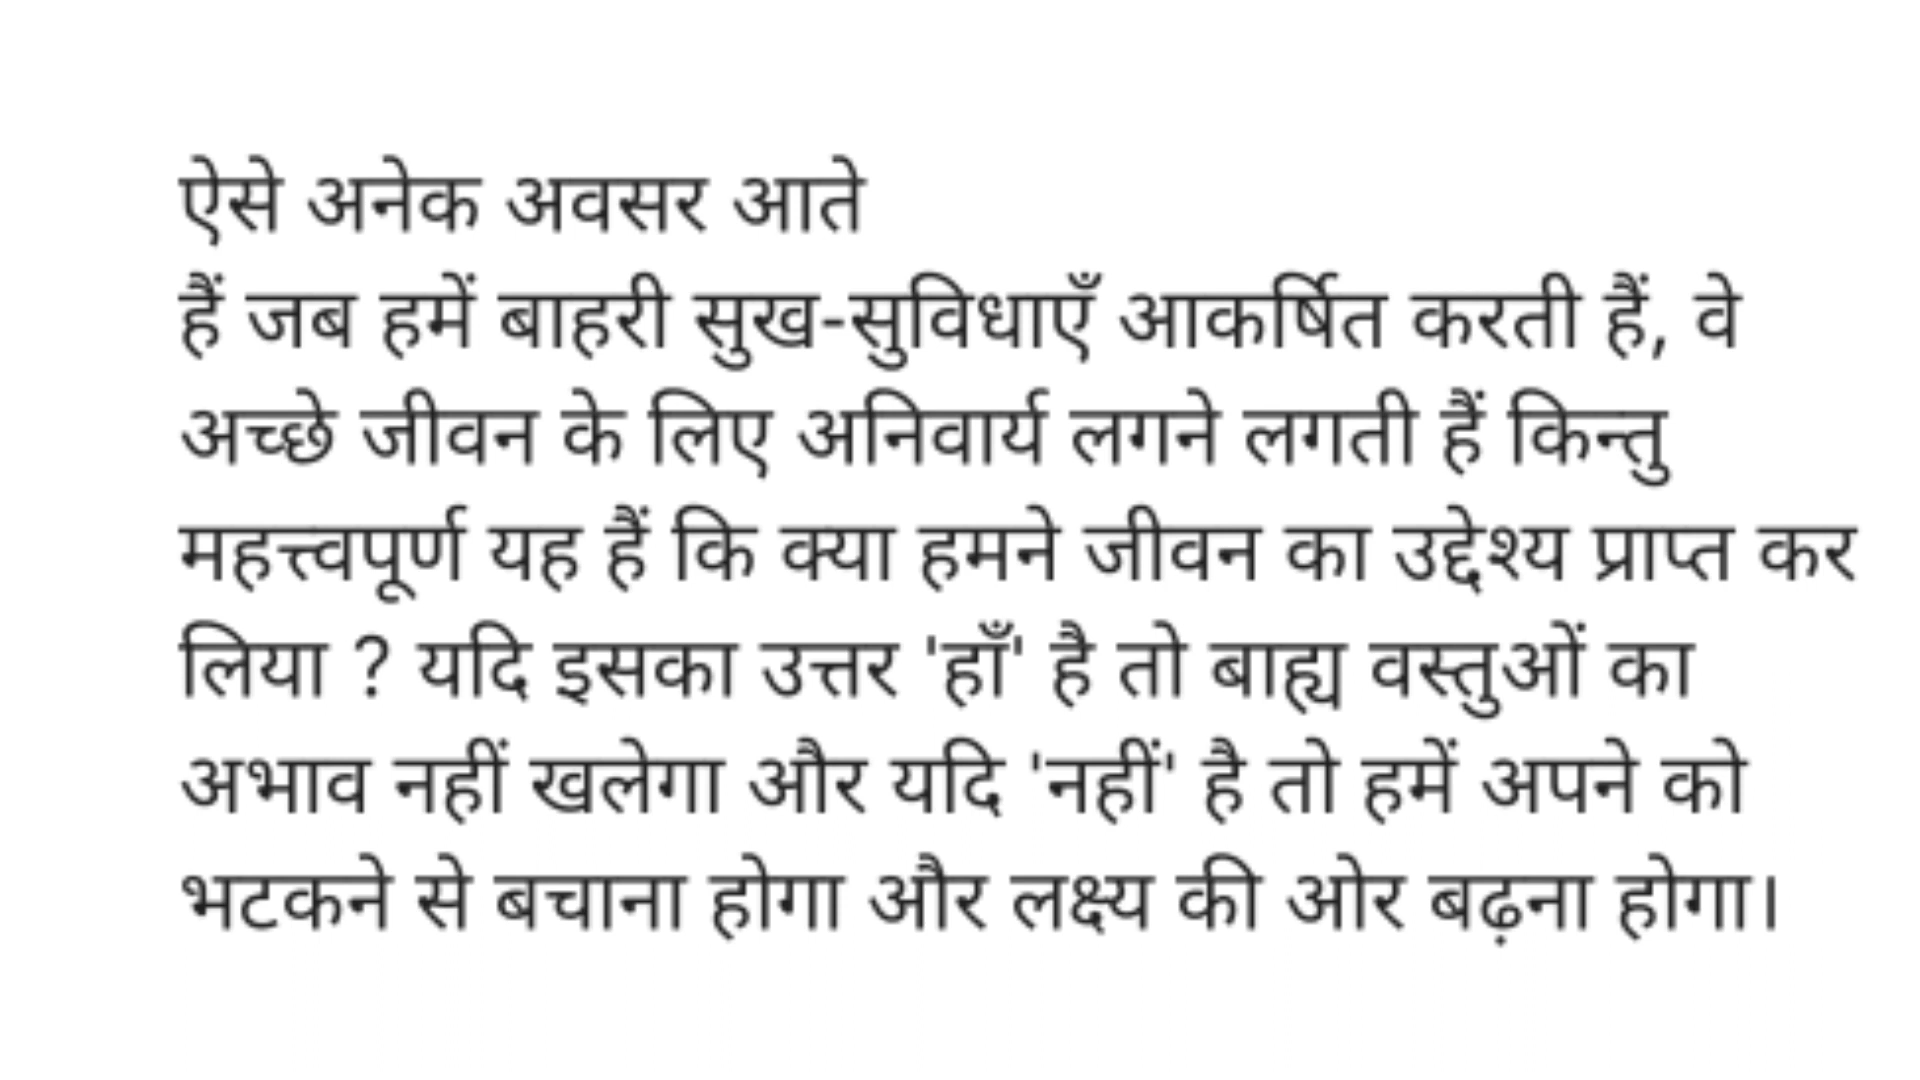 ऐसे अनेक अवसर आते
हैं जब हमें बाहरी सुख-सुविधाएँ आकर्षित करती हैं, वे
अच्छे जीवन के लिए अनिवार्य लगने लगती हैं किन्तु
महत्त्वपूर्ण यह हैं कि क्या हमने जीवन का उद्देश्य प्राप्त कर
लिया ? यदि इसका उत्तर 'हाँ' है तो बाह्य वस्तुओं का
अभाव नहीं खलेगा और यदि 'नहीं' है तो हमें अपने को
भटकने से बचाना होगा और लक्ष्य की ओर बढ़ना होगा।